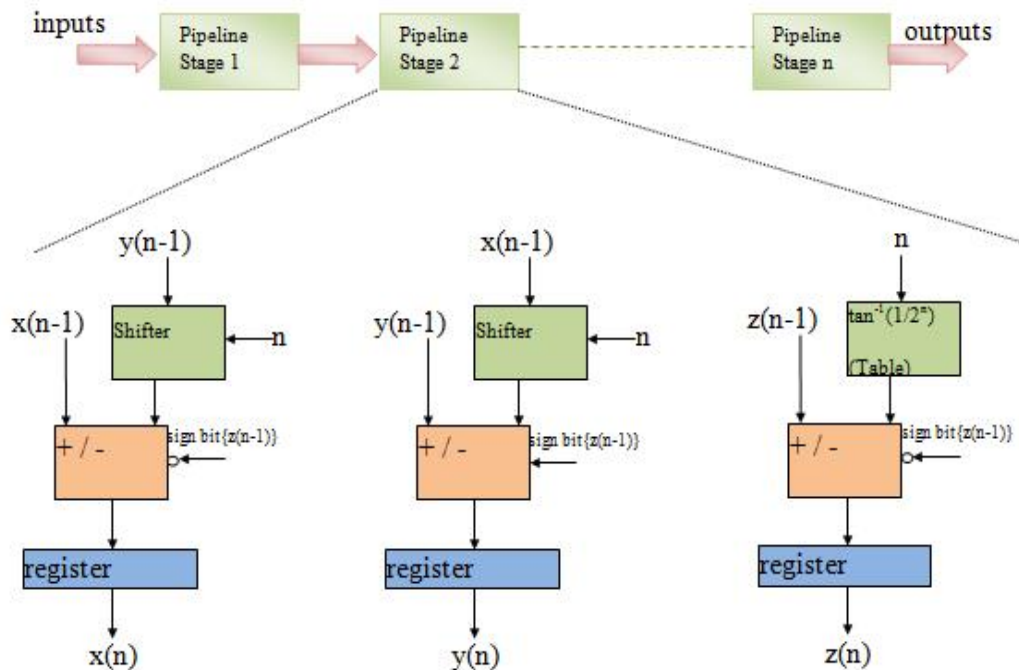 inputs
Pipeline
Stage 1
Pipeline
Stage 2
Pipeline
Stage n
outputs
y(n-1)
x(n-1)
Shifter
n
+ / -
sign bit{z(n-1)}
register
x(n)
x(n-1)
y(n-1)
Shifter
n
+ / -
sign bit{z(n-1)}
register
y(n)
n
z(n-1)
tan⁻¹(1/2ⁿ)
(Table)
+ / -
sign bit{z(n-1)}
register
z(n)